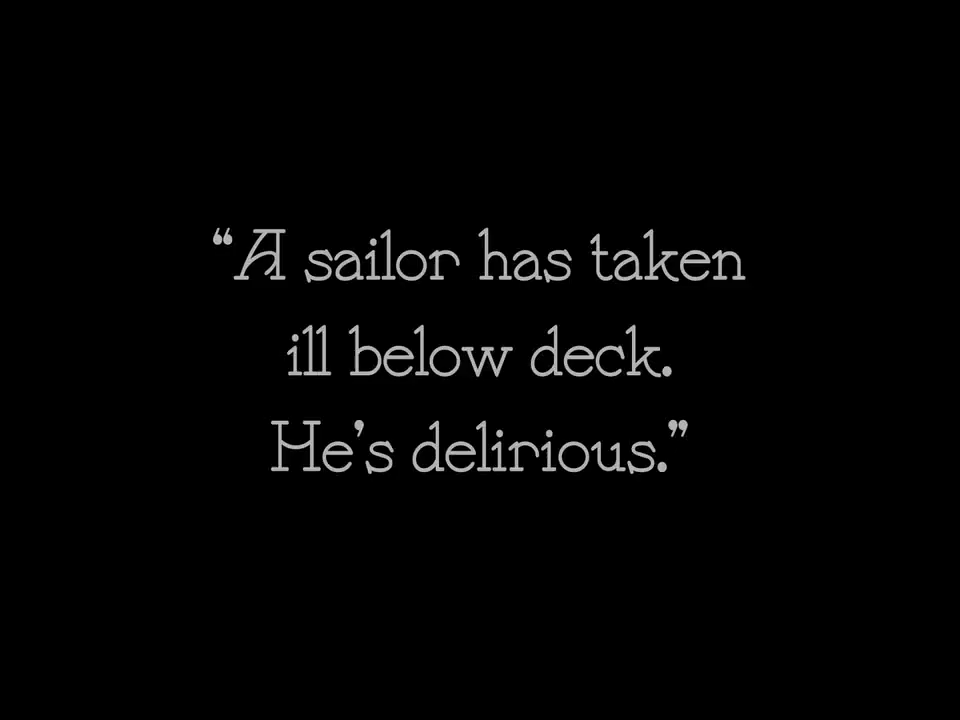 “A sailor has taken
ill below deck.
He’s delirious.”